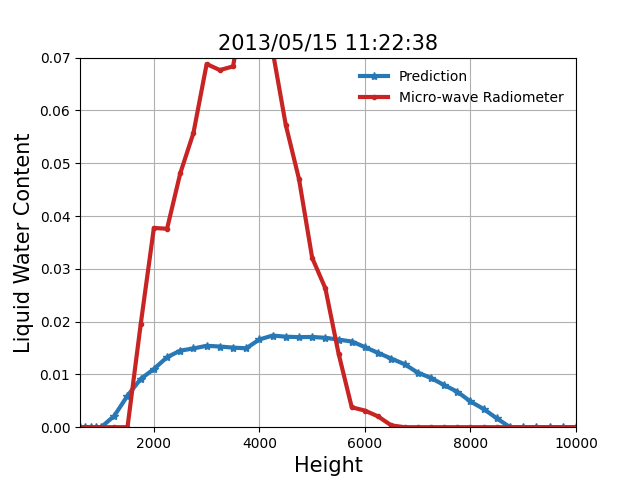 2013/05/15 11:22:38
0.07
0.06
0.05
0.04
0.03
0.02
0.01
0.00
Liquid Water Content
Prediction
Micro-wave Radiometer
2000 4000 6000 8000 10000
Height